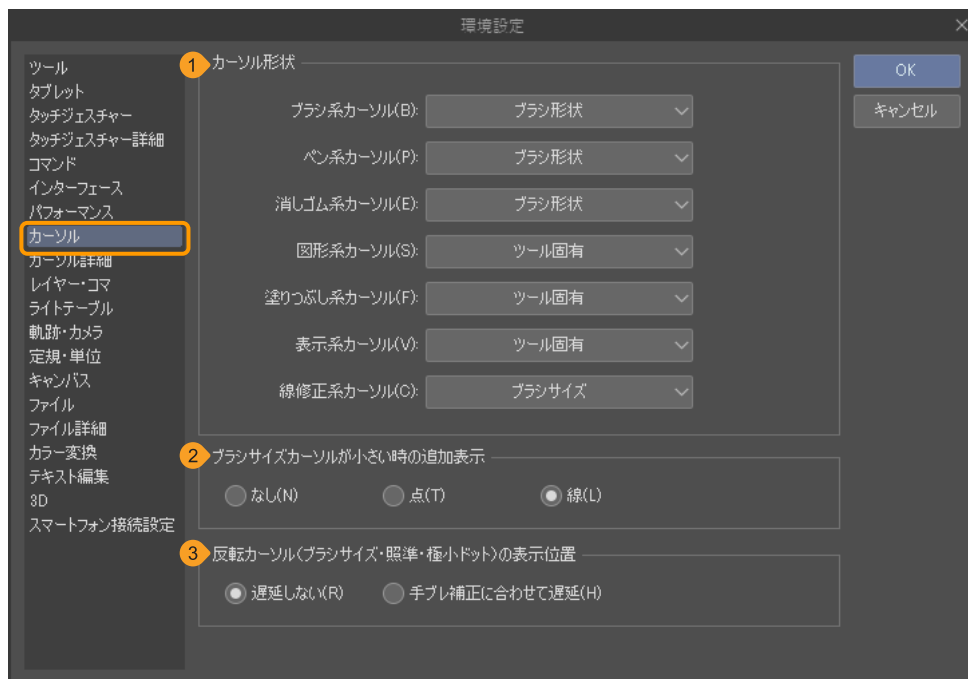 環境設定
ツール
タブレット
タッチジェスチャー
タッチジェスチャー詳細
コマンド
インターフェース
パフォーマンス
カーソル
カーソル詳細
レイヤー・コマ
ライトテーブル
軌跡・カメラ
定規・単位
キャンバス
ファイル
ファイル詳細
カラー変換
テキスト編集
3D
スマートフォン接続設定
1 カーソル形状
ブラシ系カーソル(B): ブラシ形状
ペン系カーソル(P): ブラシ形状
消しゴム系カーソル(E): ブラシ形状
図形系カーソル(S): ツール固有
塗りつぶし系カーソル(F): ツール固有
表示系カーソル(V): ツール固有
線修正系カーソル(C): ブラシサイズ
2 ブラシサイズカーソルが小さい時の追加表示
なし(N) 点(T) 線(L)
3 反転カーソル(ブラシサイズ・照準・極小ドット)の表示位置
遅延しない(R) 手ブレ補正に合わせて遅延(H)
OK
キャンセル